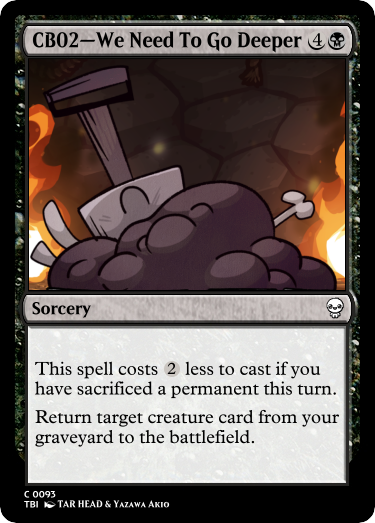 CB02—We Need To Go Deeper 4
Sorcery
This spell costs 2 less to cast if you
have sacrificed a permanent this turn.
Return target creature card from your
graveyard to the battlefield.
C 0093
TBI TAR HEAD & YAZAWA AKIO